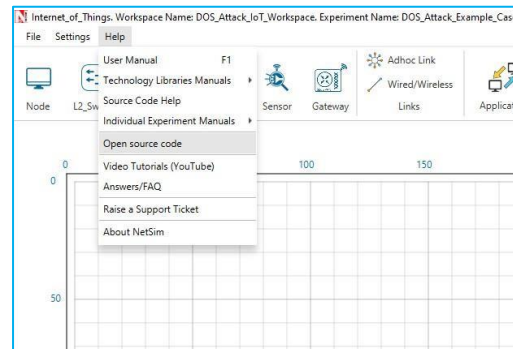 Internet_of_Things. Workspace Name: DOS_Attack_IoT_Workspace. Experiment Name: DOS_Attack_Example_Cas
File Settings Help
User Manual F1
Technology Libraries Manuals
Source Code Help
Individual Experiment Manuals
Open source code
Video Tutorials (YouTube)
Answers/FAQ
Raise a Support Ticket
About NetSim
Node
L2_Sw
Sensor
Gateway
Adhoc Link
Wired/Wireless
Links
Applicat
0
100
150
0
50